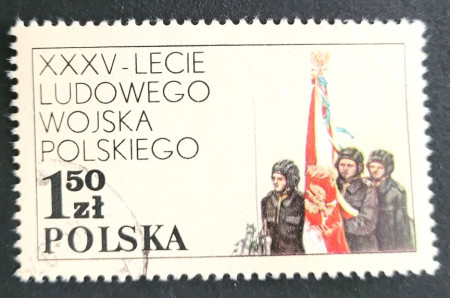 XXXV-LECIE
LUDOWEGO
WOJSKA
POLSKIEGO
1 50 zł
POLSKA